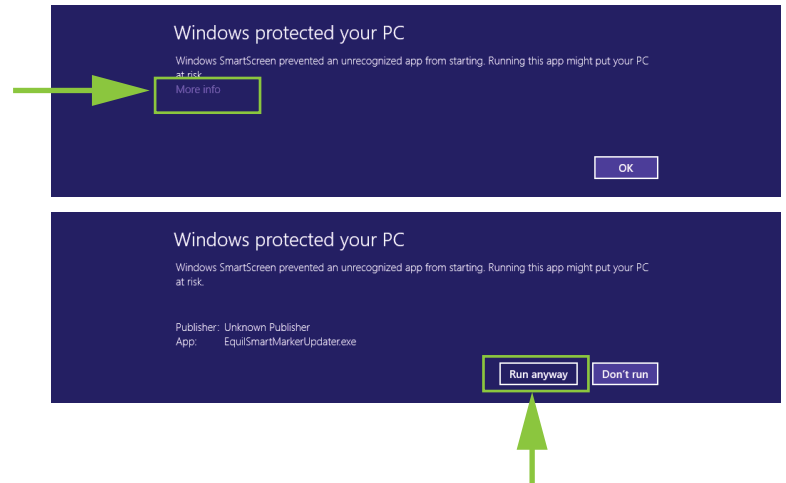 Windows protected your PC
Windows SmartScreen prevented an unrecognized app from starting. Running this app might put your PC
at risk.
More info
OK
Windows protected your PC
Windows SmartScreen prevented an unrecognized app from starting. Running this app might put your PC
at risk.
Publisher: Unknown Publisher
App: EquilSmartMarkerUpdater.exe
Run anyway Don't run